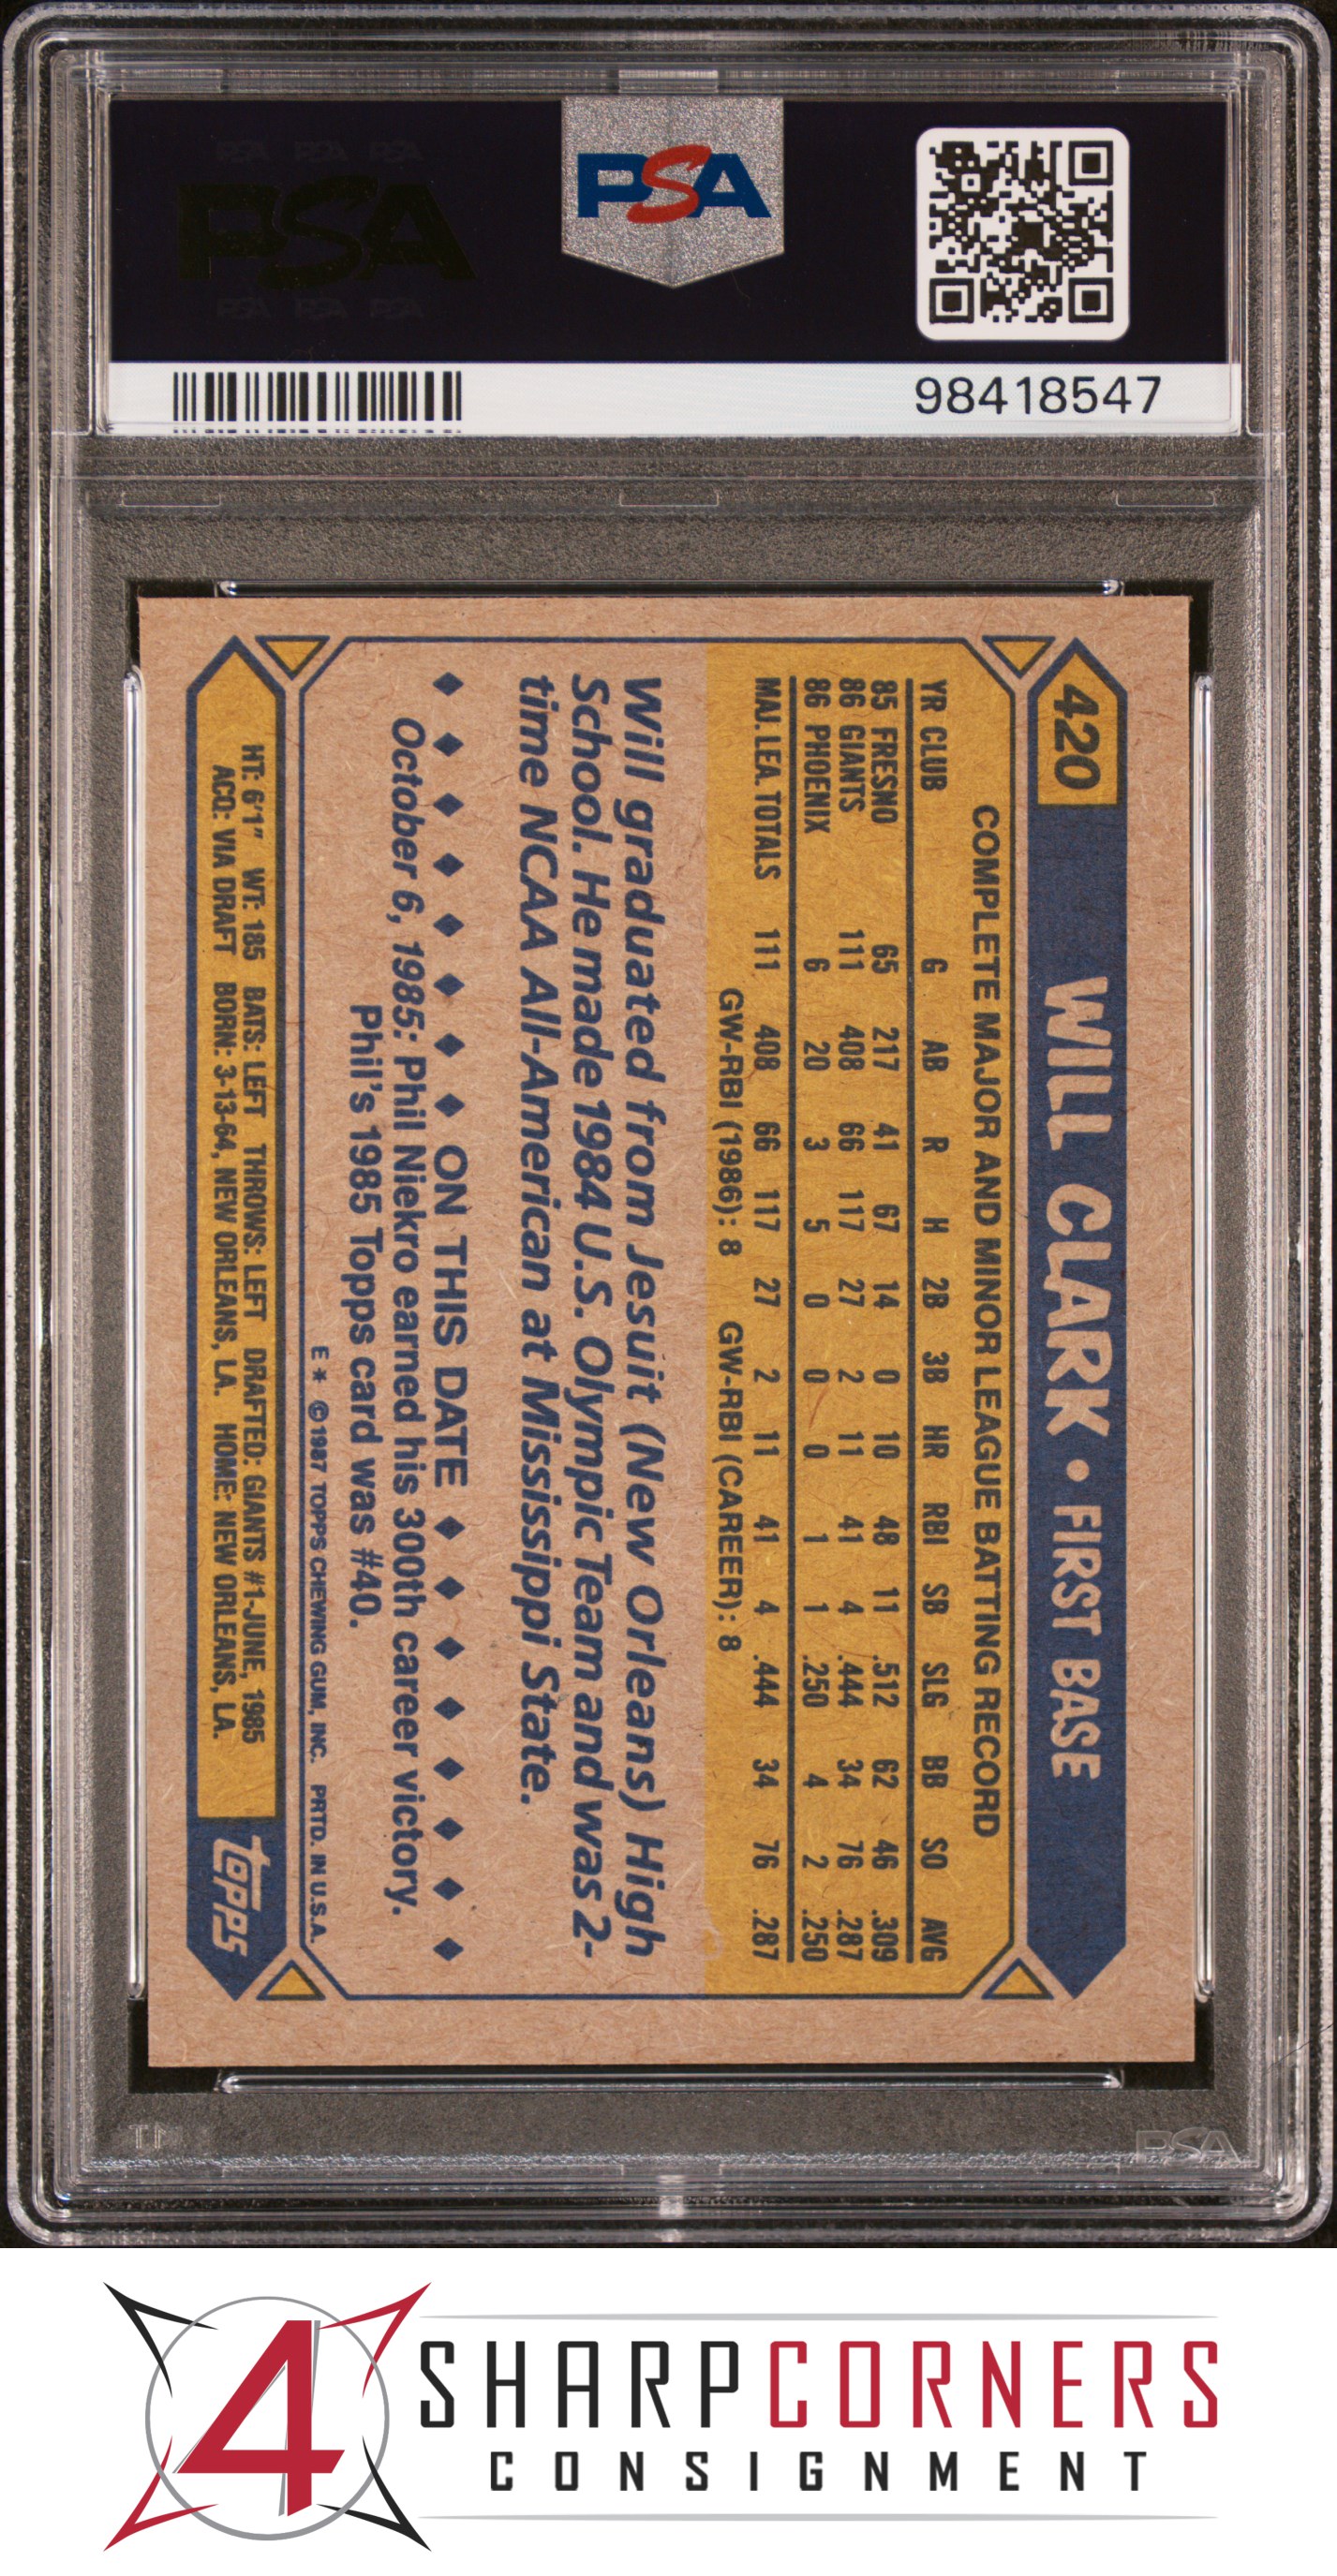 PSA PSA PSA
PSA
PSA PSA PSA
PSA
98418547
420 WILL CLARK • FIRST BASE
COMPLETE MAJOR AND MINOR LEAGUE BATTING RECORD
YR CLUB G AB R H 2B 3B HR RBI SB SLG BB SO AVG
85 FRESNO 65 217 41 67 14 0 10 48 11 .512 62 46 .309
86 GIANTS 111 408 66 117 27 2 11 41 4 .444 34 76 .287
86 PHOENIX 6 20 3 5 0 0 0 1 1 .250 4 2 .250
MAJ. LEA. TOTALS 111 408 66 117 27 2 11 41 4 .444 34 76 .287
GW-RBI (1986): 8 GW-RBI (CAREER): 8
Will graduated from Jesuit (New Orleans) High
School. He made 1984 U.S. Olympic Team and was 2-
time NCAA All-American at Mississippi State.
◆ ◆ ◆ ◆ ◆ ◆ ◆ ◆ ON THIS DATE ◆ ◆ ◆ ◆ ◆ ◆ ◆ ◆
October 6, 1985: Phil Niekro earned his 300th career victory.
Phil's 1985 Topps card was #40.
E * © 1987 TOPPS CHEWING GUM, INC. PRTD. IN U.S.A.
HT: 6'1" WT: 185 BATS: LEFT THROWS: LEFT DRAFTED: GIANTS #1-JUNE, 1985
ACQ: VIA DRAFT BORN: 3-13-64, NEW ORLEANS, LA. HOME: NEW ORLEANS, LA.
topps
PSA
4
SHARPCORNERS
CONSIGNMENT